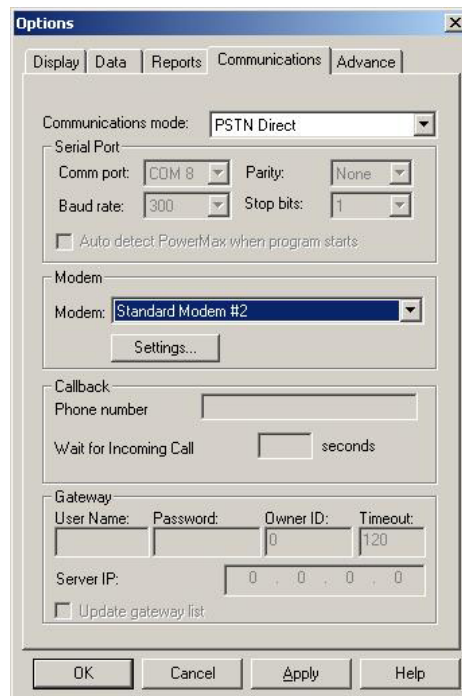 Options
Display Data Reports Communications Advance
Communications mode: PSTN Direct
Serial Port
Comm port: COM 8 Parity: None
Baud rate: 300 Stop bits: 1
Auto detect PowerMax when program starts
Modem
Modem: Standard Modem #2
Settings...
Callback
Phone number
Wait for Incoming Call seconds
Gateway
User Name: Password: Owner ID: Timeout:
0 120
Server IP: 0 . 0 . 0 . 0
Update gateway list
OK Cancel Apply Help